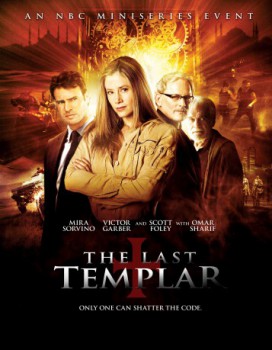 AN NBC MINISERIES EVENT
MIRA SORVINO
VICTOR GARBER
AND SCOTT FOLEY
WITH OMAR SHARIF
THE LAST
TEMPLAR
ONLY ONE CAN SHATTER THE CODE.